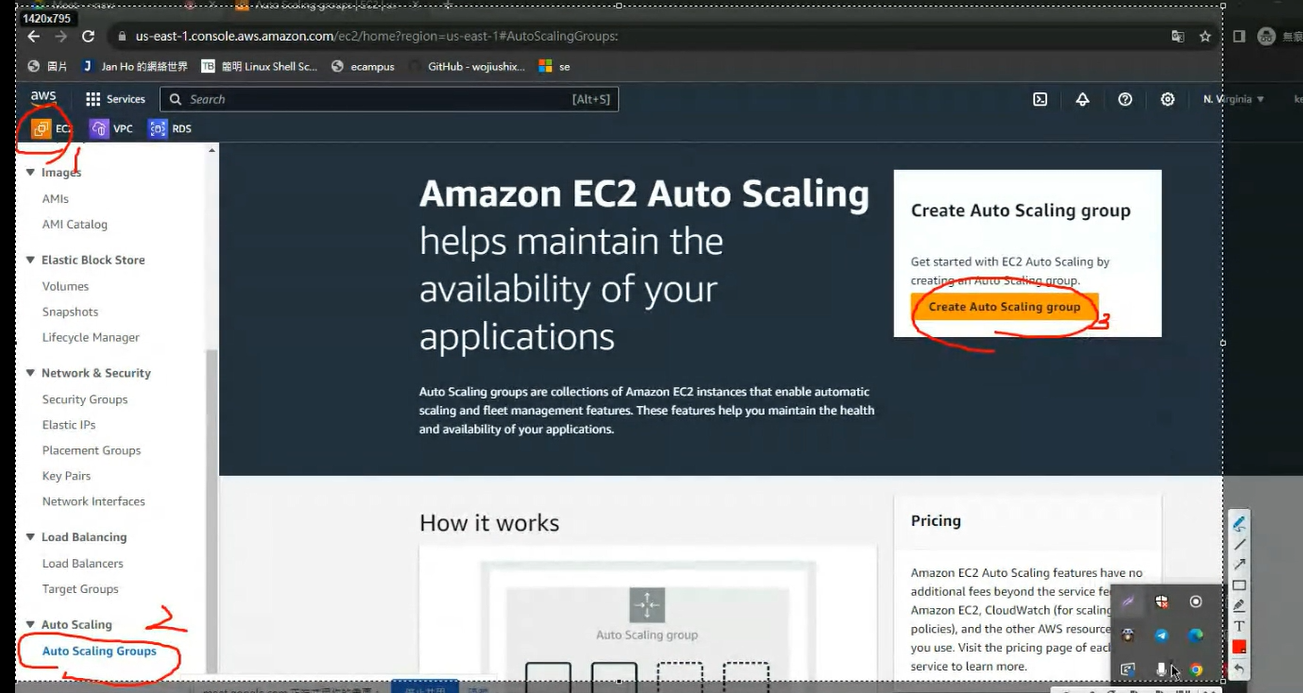 Auto Scaling groups | EC2 | us-
1420x795
us-east-1.console.aws.amazon.com/ec2/home?region=us-east-1#AutoScalingGroups:
圖片
J Jan Ho 的網絡世界
TB 簡明 Linux Shell Sc...
ecampus
GitHub - wojiushix...
se
aws
Services
Search
[Alt+S]
N. Virginia
EC2
VPC
RDS
1
Images
AMIs
AMI Catalog
Elastic Block Store
Volumes
Snapshots
Lifecycle Manager
Network & Security
Security Groups
Elastic IPs
Placement Groups
Key Pairs
Network Interfaces
Load Balancing
Load Balancers
Target Groups
Auto Scaling
2
Auto Scaling Groups
Amazon EC2 Auto Scaling
helps maintain the
availability of your
applications
Auto Scaling groups are collections of Amazon EC2 instances that enable automatic
scaling and fleet management features. These features help you maintain the health
and availability of your applications.
Create Auto Scaling group
Get started with EC2 Auto Scaling by
creating an Auto Scaling group.
Create Auto Scaling group
3
How it works
Auto Scaling group
Pricing
Amazon EC2 Auto Scaling features have no
additional fees beyond the service fe
Amazon EC2, CloudWatch (for scaling
policies), and the other AWS resource
you use. Visit the pricing page of eac
service to learn more.
T